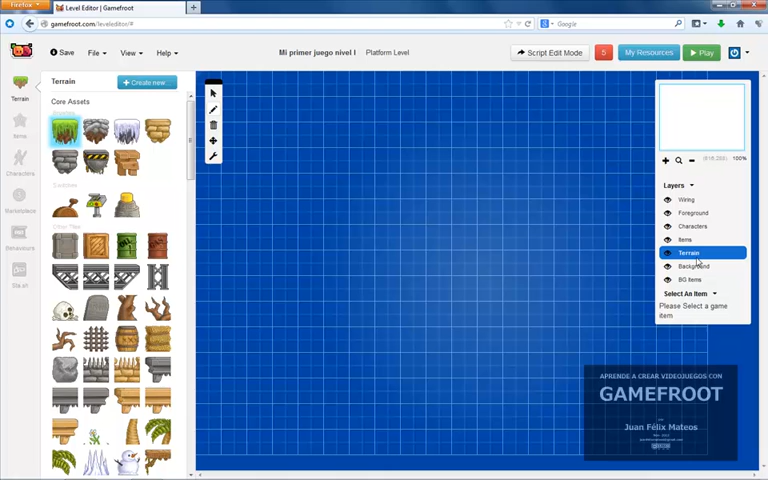 Firefox
Level Editor | Gamefroot
gamefroot.com/leveleditor/#
Google
Save
File
View
Help
Mi primer juego nivel I
Platform Level
Script Edit Mode
5
My Resources
Play
Terrain
Items
Characters
Marketplace
Behaviours
Stash
Terrain
Create new...
Core Assets
Other Tiles
100%
Layers
Wiring
Foreground
Characters
Items
Terrain
Background
BG Items
Select An Item
Please Select a game
item
APRENDE A CREAR VIDEOJUEGOS CON
GAMEFROOT
Juan Félix Mateos